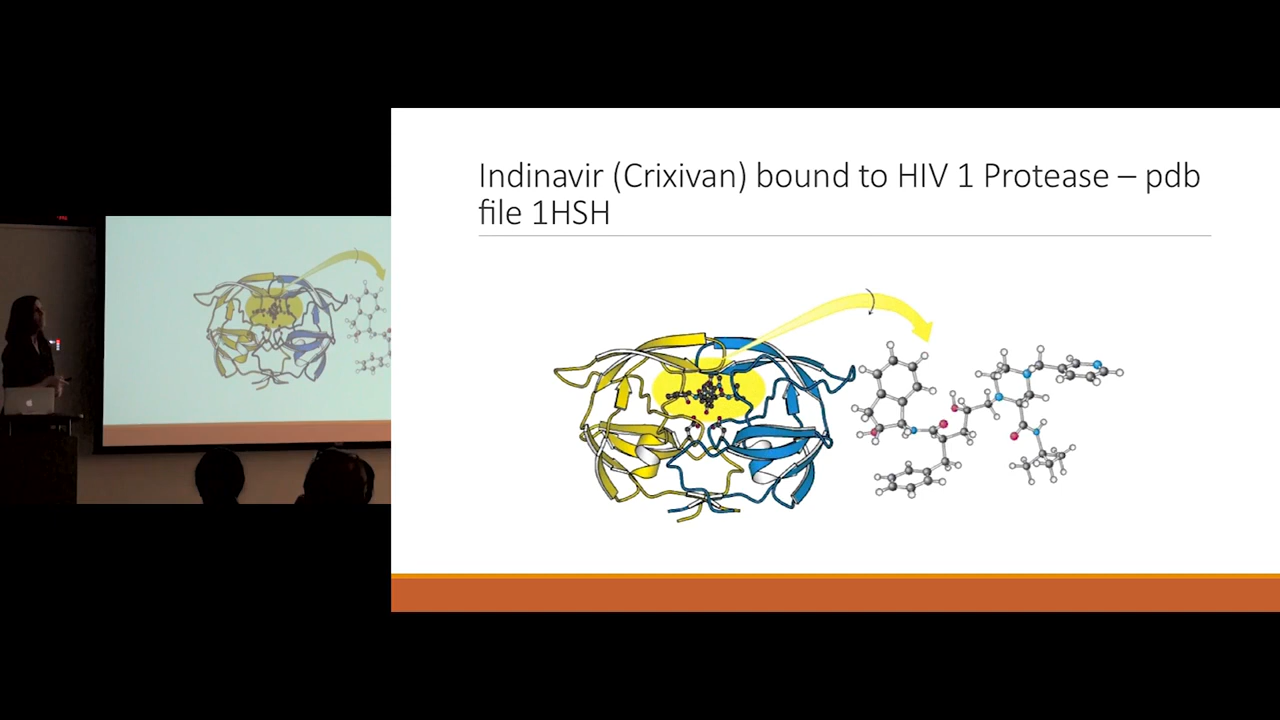 Indinavir (Crixivan) bound to HIV 1 Protease – pdb
file 1HSH